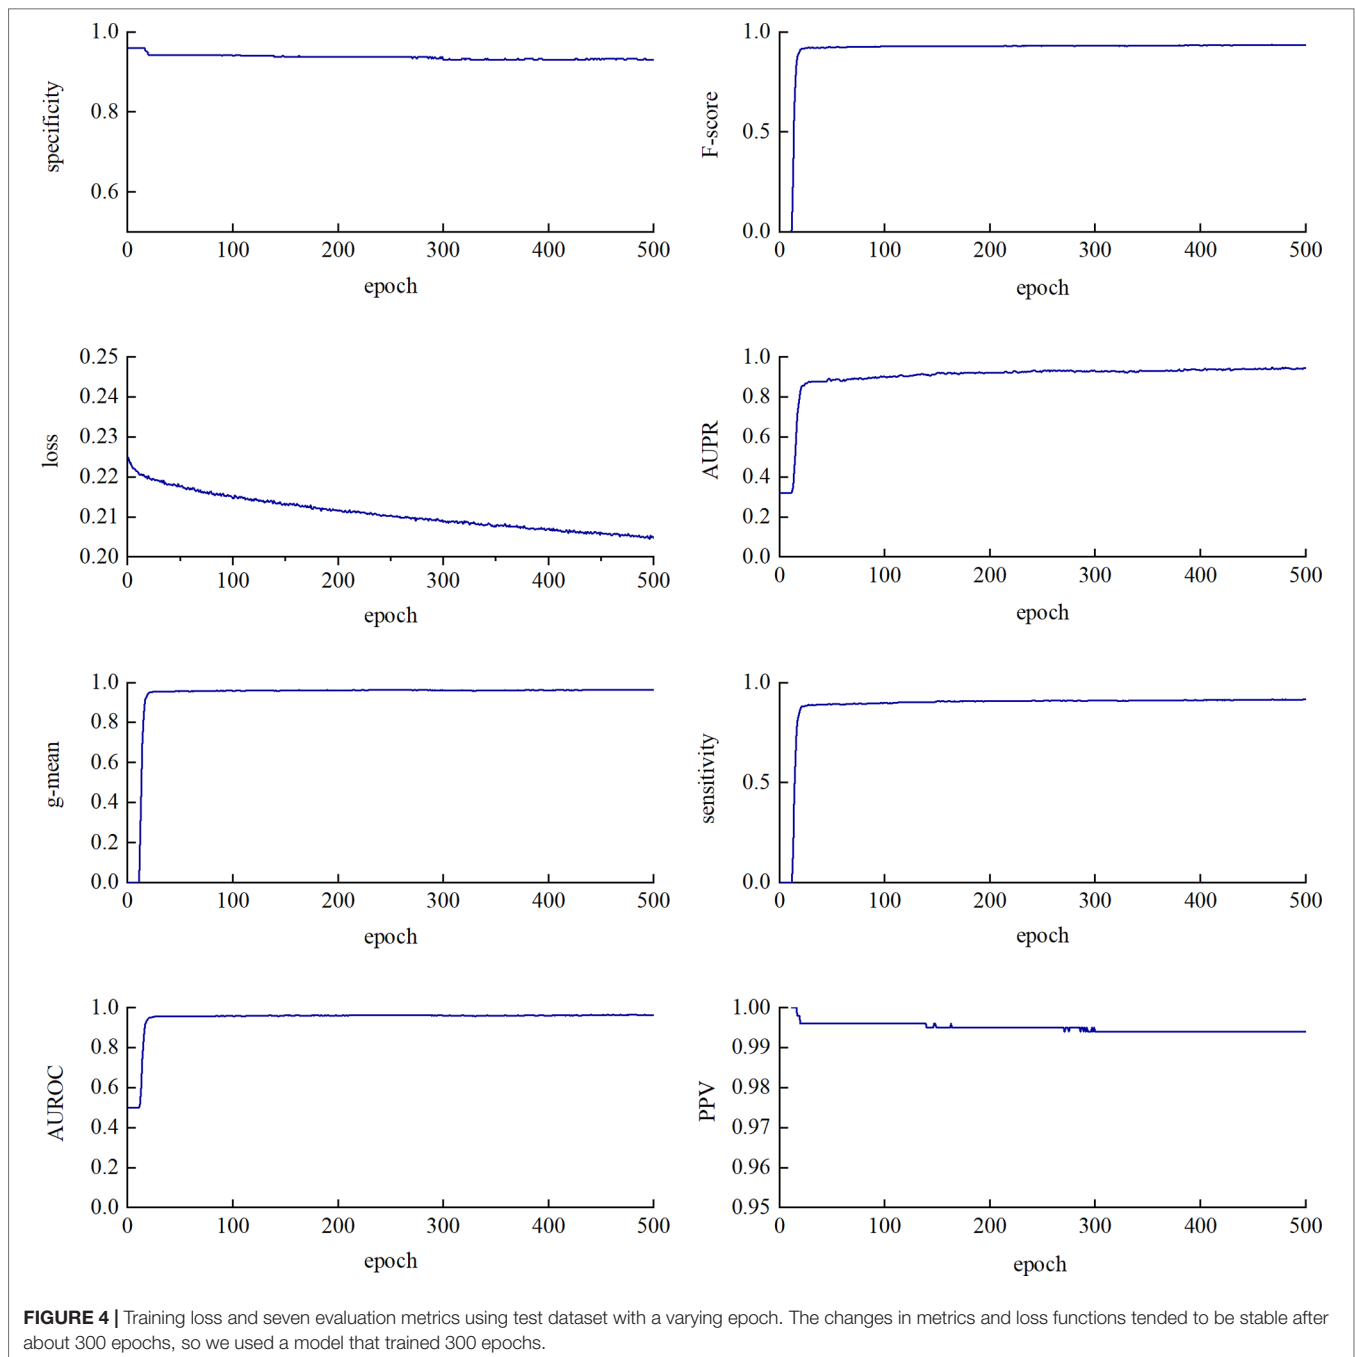 1.0
0.8
0.6
specificity
0 100 200 300 400 500
epoch
1.0
0.5
0.0
F-score
0 100 200 300 400 500
epoch
0.25
0.24
0.23
0.22
0.21
0.20
loss
0 100 200 300 400 500
epoch
1.0
0.8
0.6
0.4
0.2
0.0
AUPR
0 100 200 300 400 500
epoch
1.0
0.8
0.6
0.4
0.2
0.0
g-mean
0 100 200 300 400 500
epoch
1.0
0.5
0.0
sensitivity
0 100 200 300 400 500
epoch
1.0
0.8
0.6
0.4
0.2
0.0
AUROC
0 100 200 300 400 500
epoch
1.00
0.99
0.98
0.97
0.96
0.95
PPV
0 100 200 300 400 500
epoch
FIGURE 4 | Training loss and seven evaluation metrics using test dataset with a varying epoch. The changes in metrics and loss functions tended to be stable after
about 300 epochs, so we used a model that trained 300 epochs.